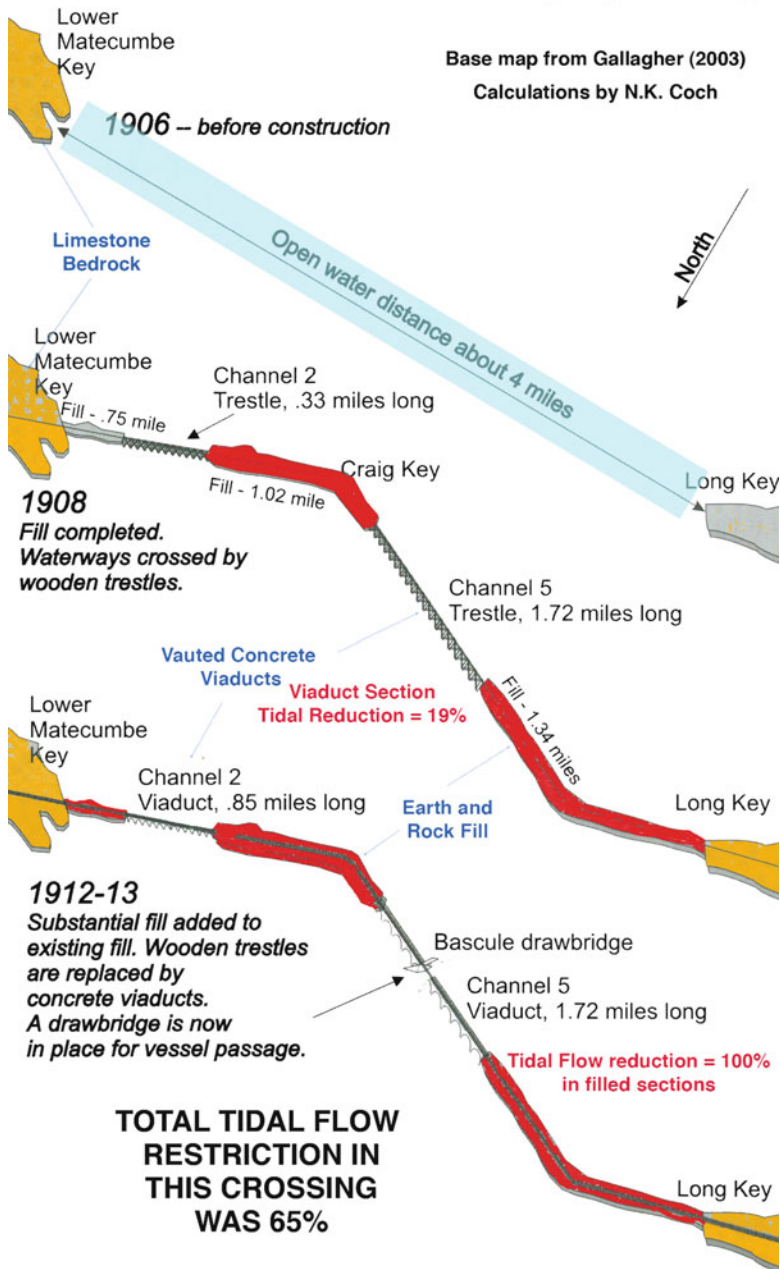 Lower
Matecumbe
Key
Base map from Gallagher (2003)
Calculations by N.K. Coch
1906 – before construction
Limestone
Bedrock
Open water distance about 4 miles
North
Lower
Matecumbe
Key
Fill - .75 mile
Channel 2
Trestle, .33 miles long
Craig Key
Fill - 1.02 mile
Long Key
1908
Fill completed.
Waterways crossed by
wooden trestles.
Channel 5
Trestle, 1.72 miles long
Vauted Concrete
Viaducts
Viaduct Section
Tidal Reduction = 19%
Fill - 1.34 miles
Lower
Matecumbe
Key
Channel 2
Viaduct, .85 miles long
Earth and
Rock Fill
Long Key
1912-13
Substantial fill added to
existing fill. Wooden trestles
are replaced by
concrete viaducts.
A drawbridge is now
in place for vessel passage.
Bascule drawbridge
Channel 5
Viaduct, 1.72 miles long
Tidal Flow reduction = 100%
in filled sections
TOTAL TIDAL FLOW
RESTRICTION IN
THIS CROSSING
WAS 65%
Long Key